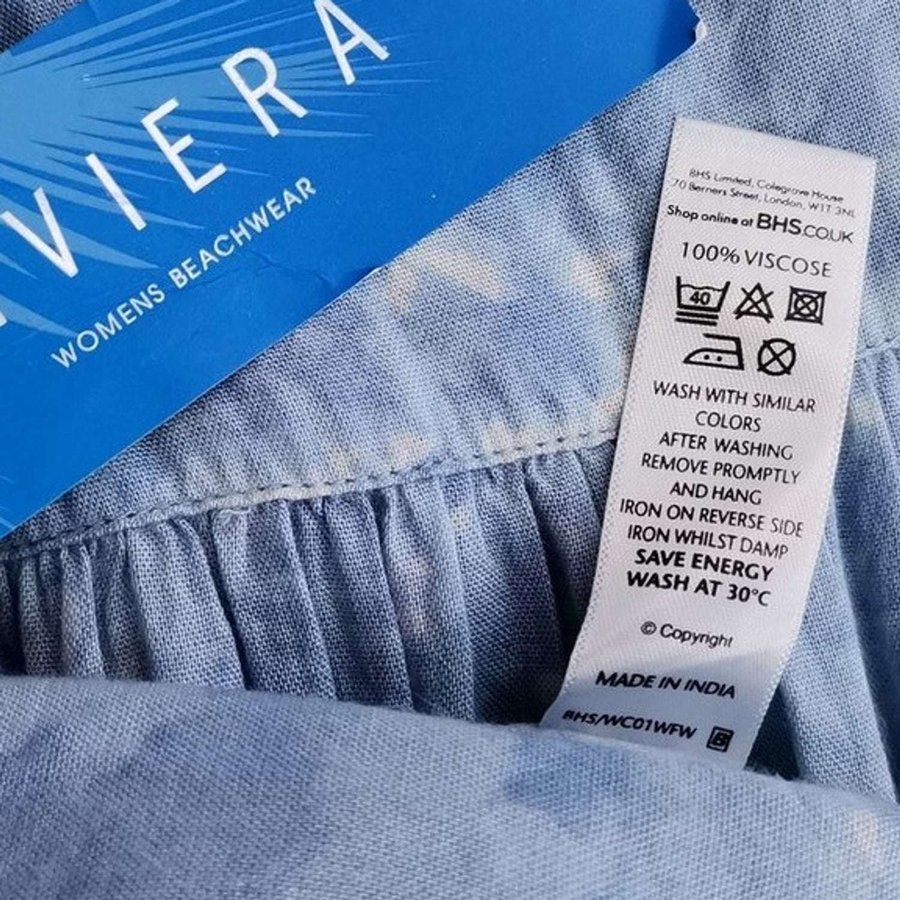 VIERA
WOMENS BEACHWEAR
BHS Limited, Colegrave House
70 Berners Street, London, W1T 3NL
Shop online at BHS.CO.UK
100% VISCOSE
40
WASH WITH SIMILAR
COLORS
AFTER WASHING
REMOVE PROMPTLY
AND HANG
IRON ON REVERSE SIDE
IRON WHILST DAMP
SAVE ENERGY
WASH AT 30°C
© Copyright
MADE IN INDIA
BHS/WC01WFW B